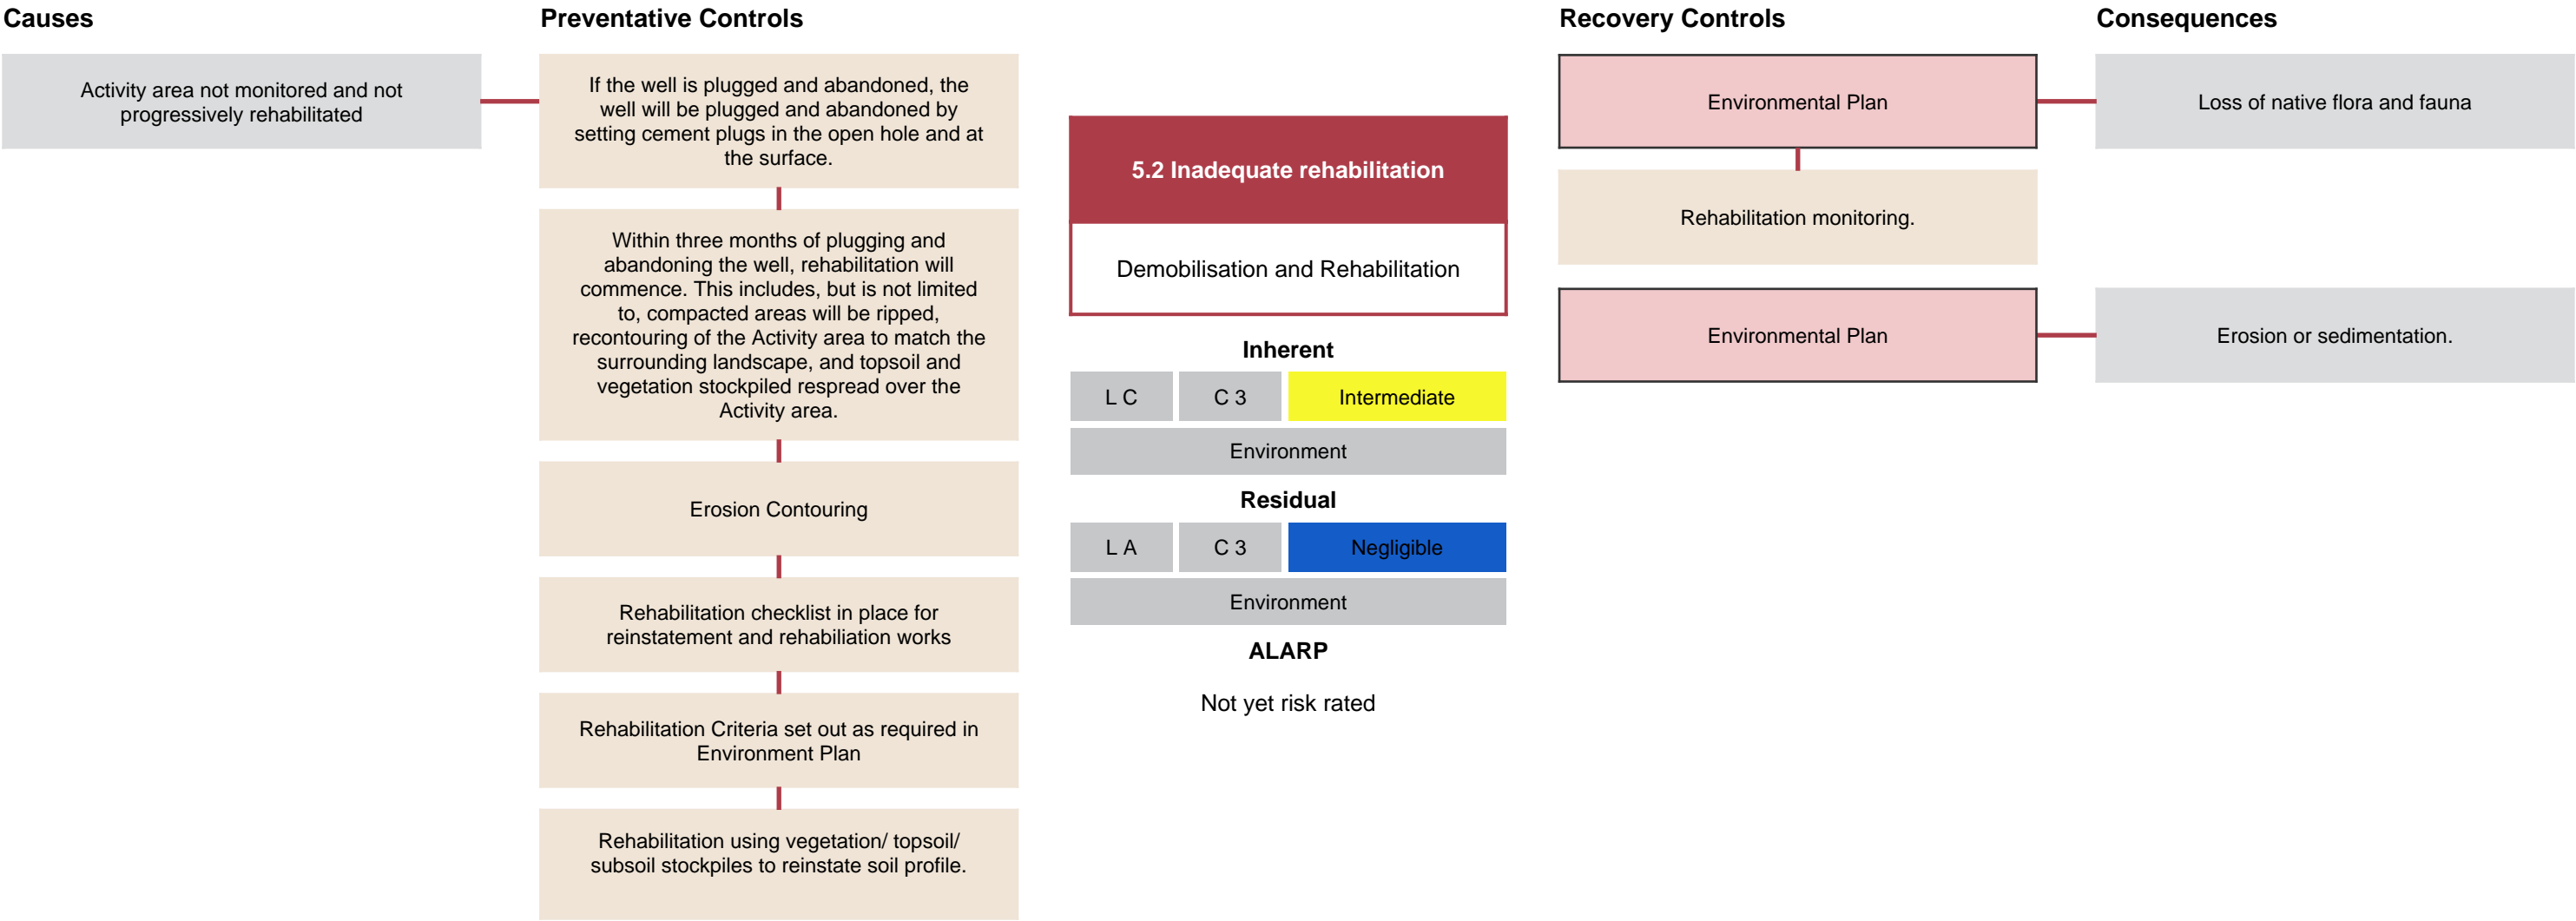 Causes
Preventative Controls
Recovery Controls
Consequences
Activity area not monitored and not
progressively rehabilitated
If the well is plugged and abandoned, the
well will be plugged and abandoned by
setting cement plugs in the open hole and at
the surface.
Within three months of plugging and
abandoning the well, rehabilitation will
commence. This includes, but is not limited
to, compacted areas will be ripped,
recontouring of the Activity area to match the
surrounding landscape, and topsoil and
vegetation stockpiled respread over the
Activity area.
Erosion Contouring
Rehabilitation checklist in place for
reinstatement and rehabiliation works
Rehabilitation Criteria set out as required in
Environment Plan
Rehabilitation using vegetation/ topsoil/
subsoil stockpiles to reinstate soil profile.
5.2 Inadequate rehabilitation
Demobilisation and Rehabilitation
Inherent
L C
C 3
Intermediate
Environment
Residual
L A
C 3
Negligible
Environment
ALARP
Not yet risk rated
Environmental Plan
Rehabilitation monitoring.
Environmental Plan
Loss of native flora and fauna
Erosion or sedimentation.